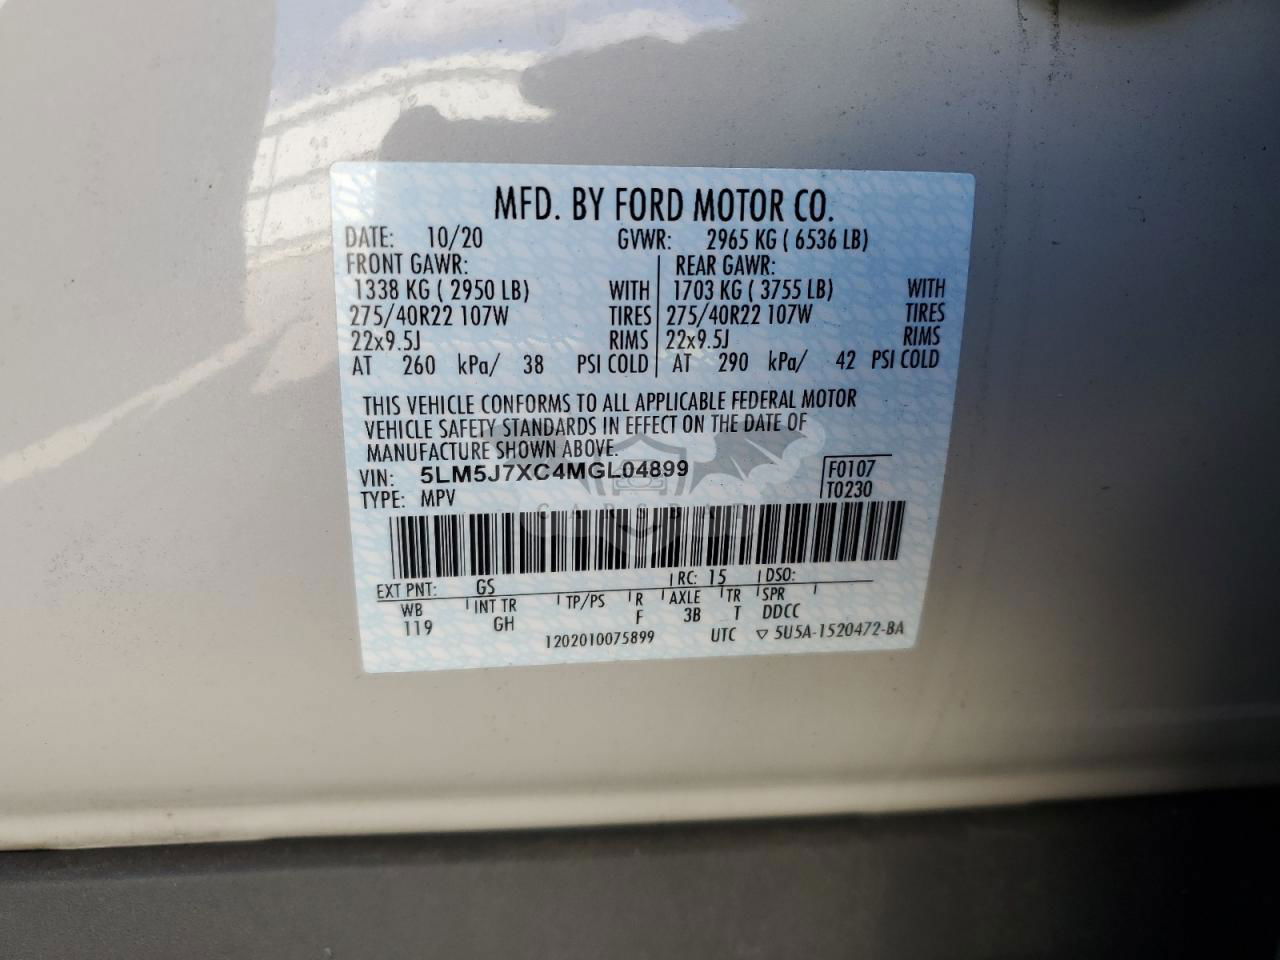 MFD. BY FORD MOTOR CO.
DATE: 10/20 GVWR: 2965 KG ( 6536 LB)
FRONT GAWR: REAR GAWR:
1338 KG ( 2950 LB) WITH 1703 KG ( 3755 LB) WITH
275/40R22 107W TIRES 275/40R22 107W TIRES
22x9.5J RIMS 22x9.5J RIMS
AT 260 kPa/ 38 PSI COLD AT 290 kPa/ 42 PSI COLD
THIS VEHICLE CONFORMS TO ALL APPLICABLE FEDERAL MOTOR
VEHICLE SAFETY STANDARDS IN EFFECT ON THE DATE OF
MANUFACTURE SHOWN ABOVE.
VIN: 5LM5J7XC4MGL04899 F0107
TYPE: MPV T0230
EXT PNT: GS RC: 15 DSO:
WB INT TR TP/PS R AXLE TR SPR
119 GH F 3B T DDCC
1202010075899 UTC ▽ 5U5A-1520472-BA